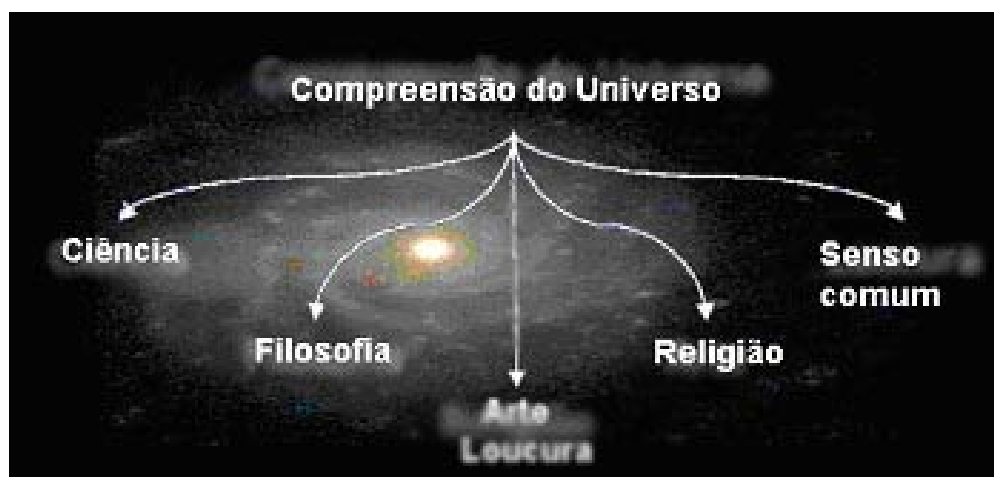 Compreensão do Universo
Ciência
Filosofia
Arte
Loucura
Religião
Senso
comum